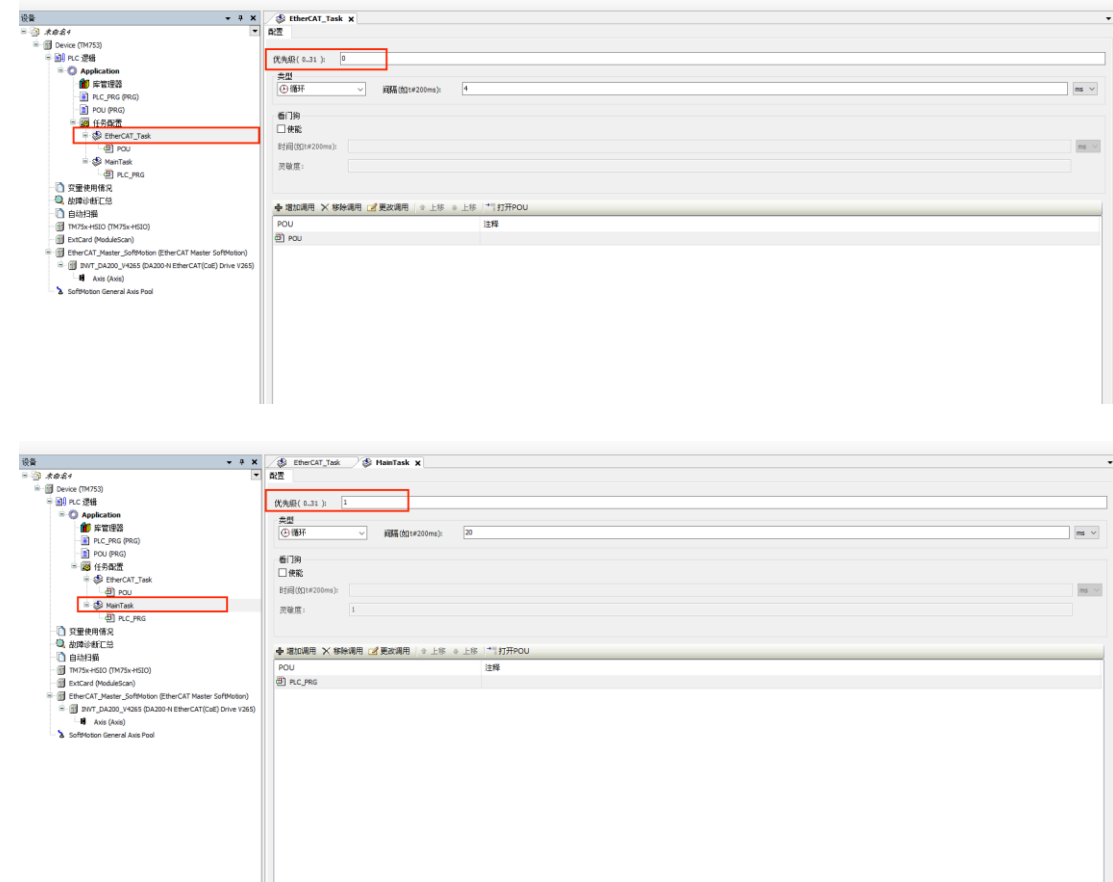 设备
EtherCAT_Task
未命名4
配置
Device (TM753)
PLC 逻辑
优先级( 0..31 ): 0
Application
类型
库管理器
循环 间隔(如t#200ms): 4 ms
PLC_PRG (PRG)
POU (PRG)
看门狗
任务配置
使能
EtherCAT_Task
时间(如t#200ms): ms
POU
MainTask
灵敏度:
PLC_PRG
变量使用情况
故障诊断汇总
增加调用 移除调用 更改调用 上移 上移 打开POU
自动扫描
TM75x-HSIO (TM75x-HSIO)
POU 注释
ExtCard (ModuleScan)
POU
EtherCAT_Master_SoftMotion (EtherCAT Master SoftMotion)
INVT_DA200_V4265 (DA200-N EtherCAT(CoE) Drive V265)
Axis (Axis)
SoftMotion General Axis Pool
设备
EtherCAT_Task MainTask
未命名4
配置
Device (TM753)
PLC 逻辑
优先级( 0..31 ): 1
Application
类型
库管理器
循环 间隔(如t#200ms): 20 ms
PLC_PRG (PRG)
POU (PRG)
看门狗
任务配置
使能
EtherCAT_Task
时间(如t#200ms): ms
POU
MainTask
灵敏度: 1
PLC_PRG
变量使用情况
故障诊断汇总
增加调用 移除调用 更改调用 上移 上移 打开POU
自动扫描
TM75x-HSIO (TM75x-HSIO)
POU 注释
ExtCard (ModuleScan)
PLC_PRG
EtherCAT_Master_SoftMotion (EtherCAT Master SoftMotion)
INVT_DA200_V4265 (DA200-N EtherCAT(CoE) Drive V265)
Axis (Axis)
SoftMotion General Axis Pool